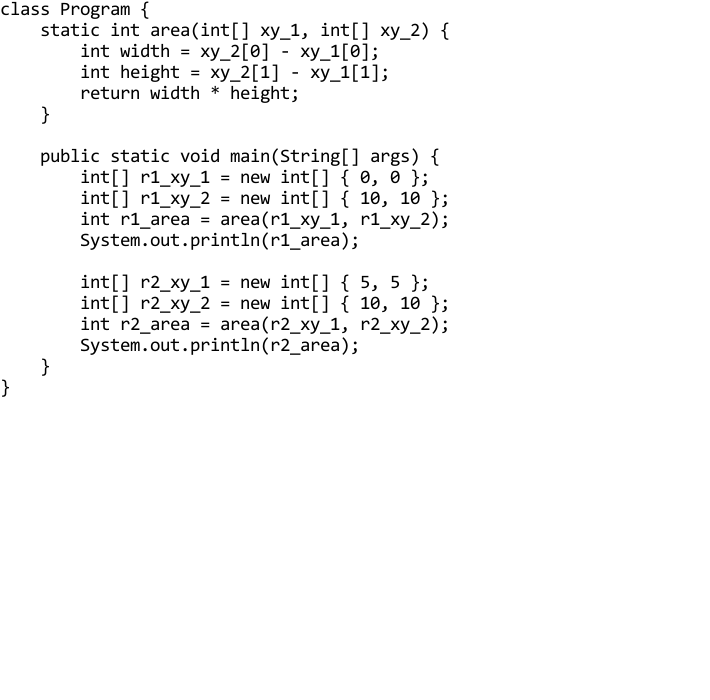 class Program {
    static int area(int[] xy_1, int[] xy_2) {
        int width = xy_2[0] - xy_1[0];
        int height = xy_2[1] - xy_1[1];
        return width * height;
    }

    public static void main(String[] args) {
        int[] r1_xy_1 = new int[] { 0, 0 };
        int[] r1_xy_2 = new int[] { 10, 10 };
        int r1_area = area(r1_xy_1, r1_xy_2);
        System.out.println(r1_area);

        int[] r2_xy_1 = new int[] { 5, 5 };
        int[] r2_xy_2 = new int[] { 10, 10 };
        int r2_area = area(r2_xy_1, r2_xy_2);
        System.out.println(r2_area);
    }
}